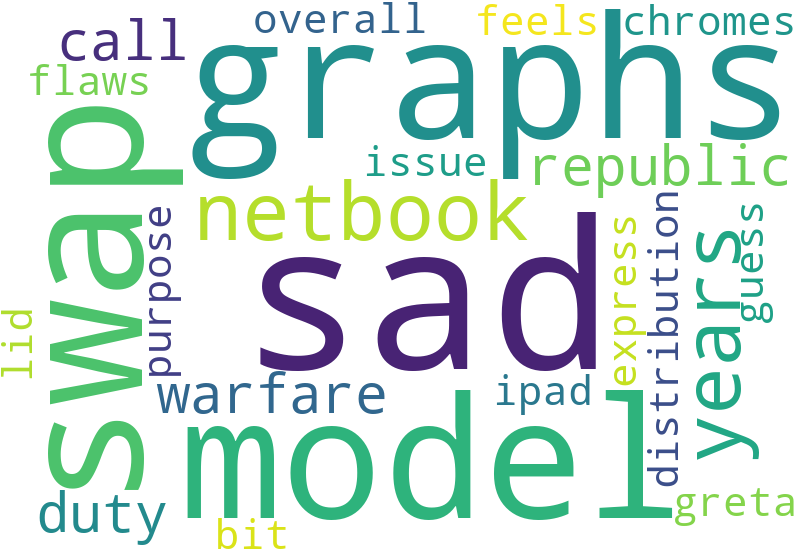 overall
feels
chromes
call
graphs
flaws
swap
issue
republic
netbook
purpose
sad
express
distribution
years
guess
lid
warfare
ipad
model
duty
greta
bit